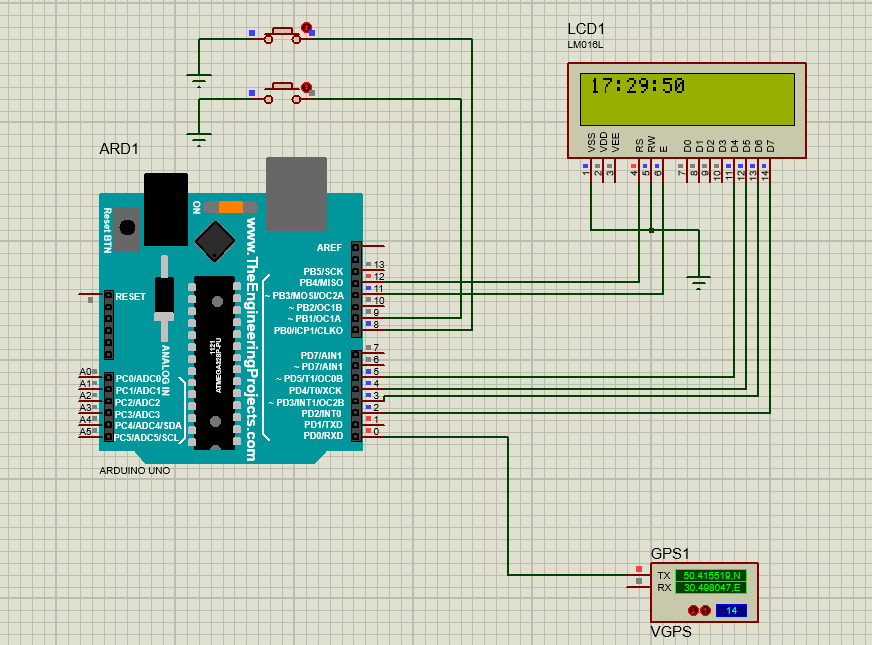 LCD1
LM016L
17:29:50
VSS VDD VEE RS RW E D0 D1 D2 D3 D4 D5 D6 D7
1 2 3 4 5 6 7 8 9 10 11 12 13 14
ARD1
Reset BTN
ON
www.TheEngineeringProjects.com
1121
ATMEGA328P-PU
ANALOG IN
RESET
A0 PC0/ADC0
A1 PC1/ADC1
A2 PC2/ADC2
A3 PC3/ADC3
A4 PC4/ADC4/SDA
A5 PC5/ADC5/SCL
AREF
PB5/SCK 13
PB4/MISO 12
~ PB3/MOSI/OC2A 11
~ PB2/OC1B 10
~ PB1/OC1A 9
PB0/ICP1/CLKO 8
PD7/AIN1 7
~ PD7/AIN1 6
~ PD5/T1/OC0B 5
PD4/T0/XCK 4
~ PD3/INT1/OC2B 3
PD2/INT0 2
PD1/TXD 1
PD0/RXD 0
ARDUINO UNO
GPS1
TX 50.415519,N
RX 30.498047,E
14
VGPS